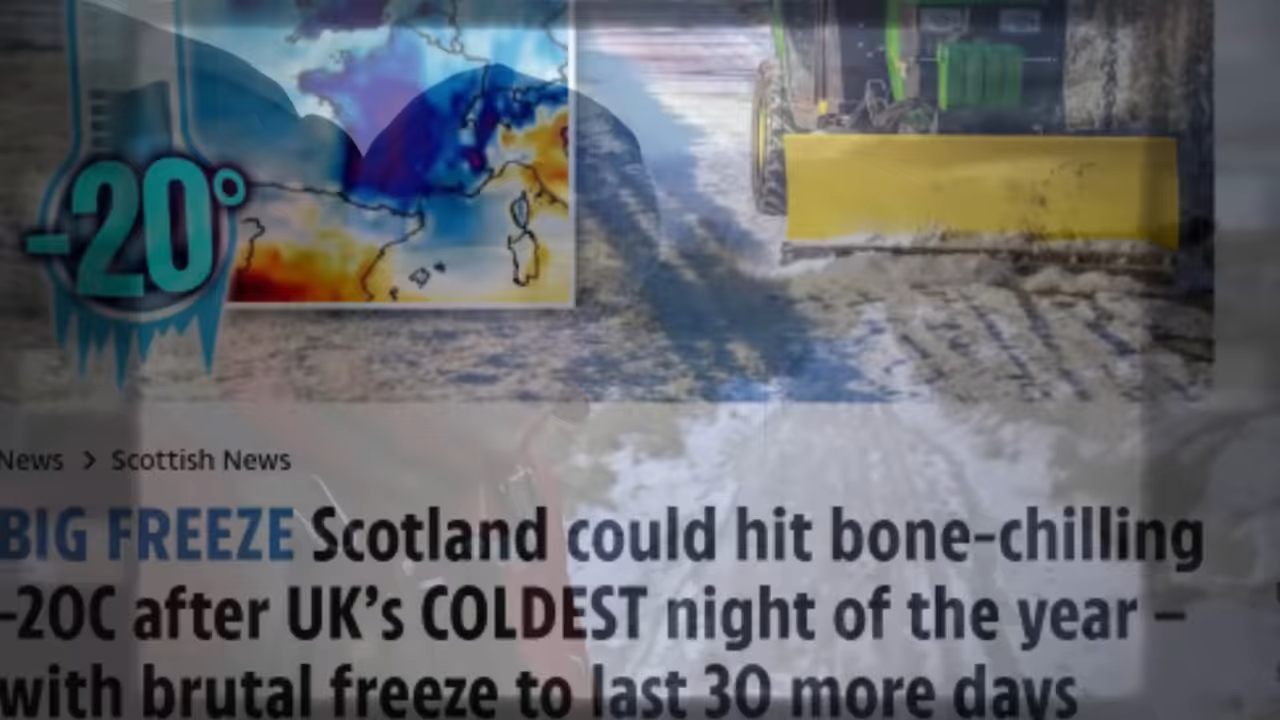 -20°
News > Scottish News
BIG FREEZE Scotland could hit bone-chilling
-20C after UK's COLDEST night of the year –
with brutal freeze to last 30 more days